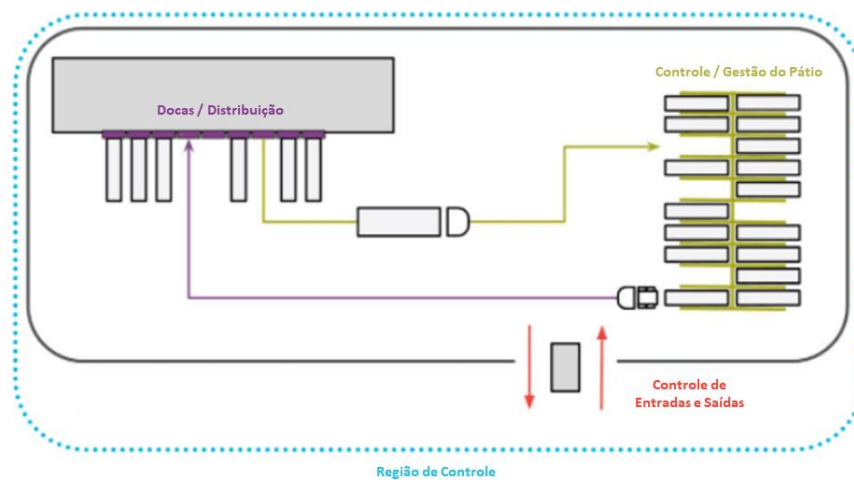 Controle / Gestão do Pátio
Docas / Distribuição
Controle de
Entradas e Saídas
Região de Controle